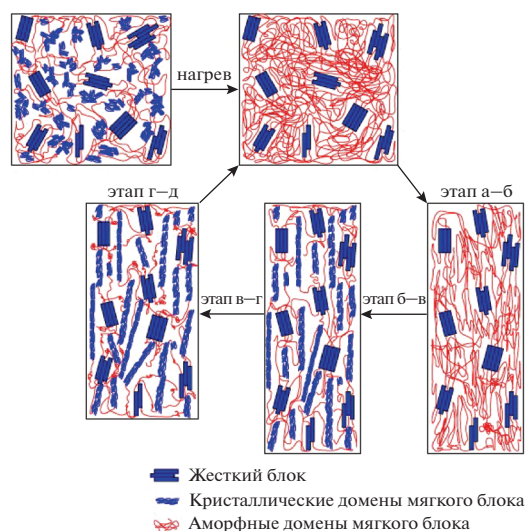 нагрев
этап г–д
этап а–б
этап в–г
этап б–в
Жесткий блок
Кристаллические домены мягкого блока
Аморфные домены мягкого блока